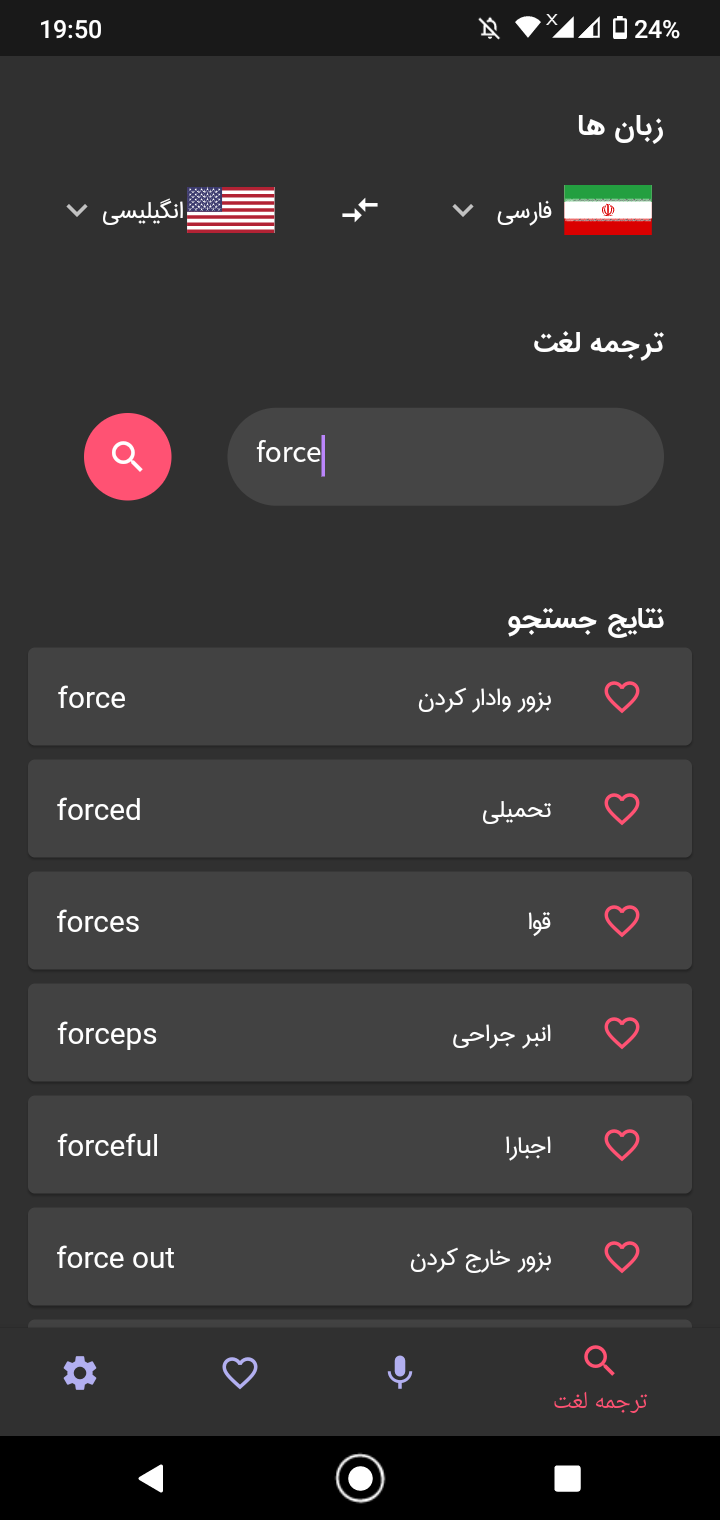 19:50
24%
زبان ها
فارسی
انگیلیسی
ترجمه لغت
force
نتایج جستجو
force بزور وادار کردن
forced تحمیلی
forces قوا
forceps انبر جراحی
forceful اجبارا
force out بزور خارج کردن
ترجمه لغت